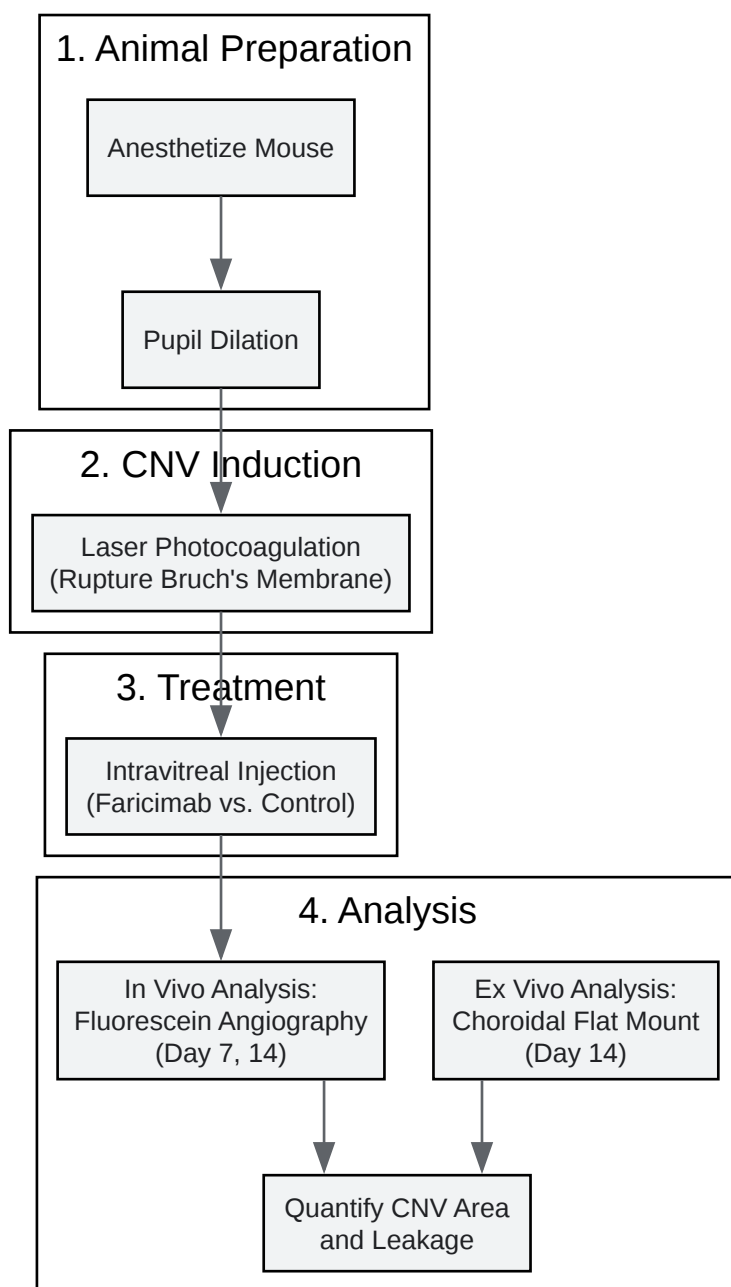 1. Animal Preparation
Anesthetize Mouse
Pupil Dilation
2. CNV Induction
Laser Photocoagulation
(Rupture Bruch's Membrane)
3. Treatment
Intravitreal Injection
(Faricimab vs. Control)
4. Analysis
In Vivo Analysis:
Fluorescein Angiography
(Day 7, 14)
Ex Vivo Analysis:
Choroidal Flat Mount
(Day 14)
Quantify CNV Area
and Leakage